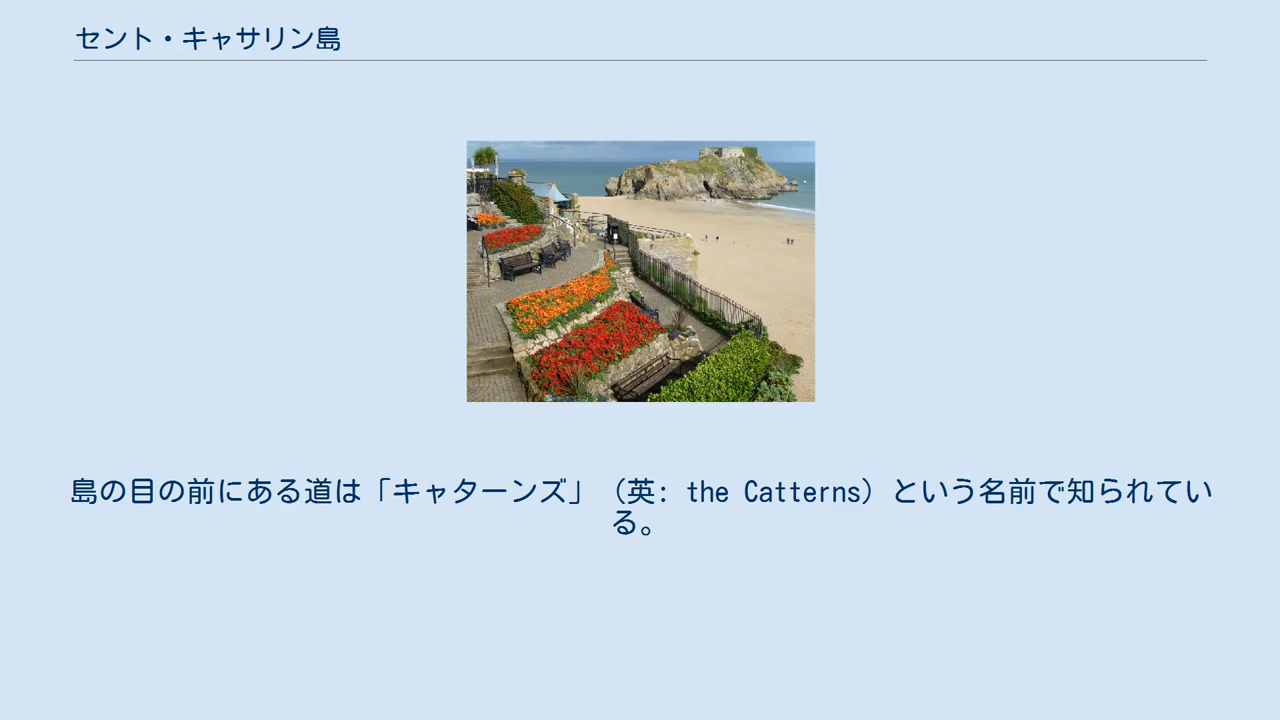 セント・キャサリン島
島の目の前にある道は「キャターンズ」（英: the Catterns）という名前で知られてい
る。